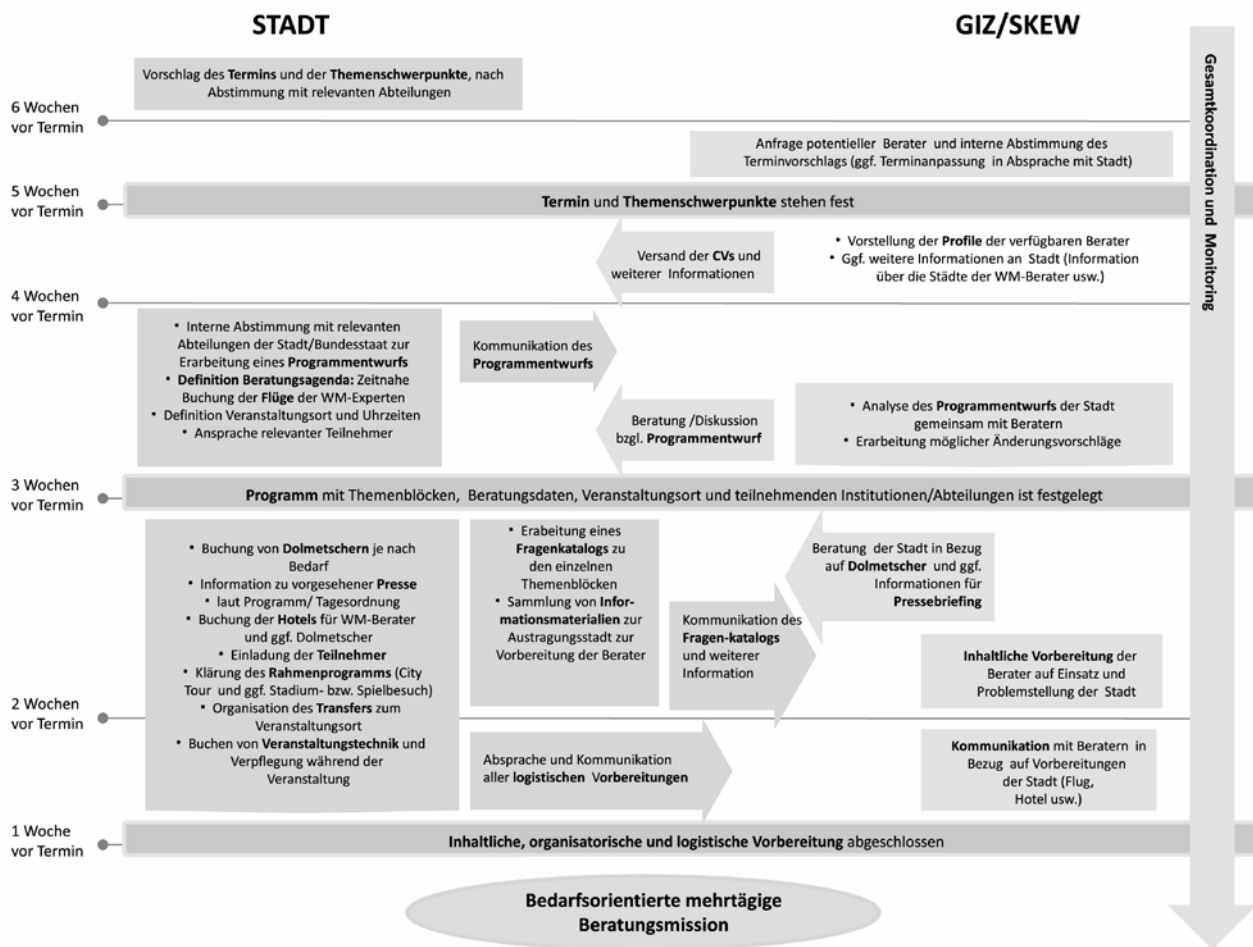 STADT
GIZ/SKEW
Gesamtkoordination und Monitoring
Vorschlag des Termins und der Themenschwerpunkte, nach
Abstimmung mit relevanten Abteilungen
6 Wochen
vor Termin
Anfrage potentieller Berater und interne Abstimmung des
Terminvorschlags (ggf. Terminanpassung in Absprache mit Stadt)
5 Wochen
vor Termin
Termin und Themenschwerpunkte stehen fest
Versand der CVs und
weiterer Informationen
• Vorstellung der Profile der verfügbaren Berater
• Ggf. weitere Informationen an Stadt (Information
über die Städte der WM-Berater usw.)
4 Wochen
vor Termin
• Interne Abstimmung mit relevanten
Abteilungen der Stadt/Bundesstaat zur
Erarbeitung eines Programmentwurfs
• Definition Beratungsagenda: Zeitnahe
Buchung der Flüge der WM-Experten
• Definition Veranstaltungsort und Uhrzeiten
• Ansprache relevanter Teilnehmer
Kommunikation des
Programmentwurfs
Beratung /Diskussion
bzgl. Programmentwurf
• Analyse des Programmentwurfs der Stadt
gemeinsam mit Beratern
• Erarbeitung möglicher Änderungsvorschläge
3 Wochen
vor Termin
Programm mit Themenblöcken, Beratungsdaten, Veranstaltungsort und teilnehmenden Institutionen/Abteilungen ist festgelegt
• Buchung von Dolmetschern je nach
Bedarf
• Information zu vorgesehener Presse
laut Programm/ Tagesordnung
• Buchung der Hotels für WM-Berater
und ggf. Dolmetscher
• Einladung der Teilnehmer
• Klärung des Rahmenprogramms (City
Tour und ggf. Stadium- bzw. Spielbesuch)
• Organisation des Transfers zum
Veranstaltungsort
• Buchen von Veranstaltungstechnik und
Verpflegung während der
Veranstaltung
• Erabeitung eines
Fragenkatalogs zu
den einzelnen
Themenblöcken
• Sammlung von Infor-
mationsmaterialien zur
Austragungsstadt zur
Vorbereitung der Berater
Kommunikation des
Fragen-katalogs
und weiterer
Information
Beratung der Stadt in Bezug
auf Dolmetscher und ggf.
Informationen für
Pressebriefing
Inhaltliche Vorbereitung der
Berater auf Einsatz und
Problemstellung der Stadt
2 Wochen
vor Termin
Absprache und Kommunikation
aller logistischen Vorbereitungen
Kommunikation mit Beratern in
Bezug auf Vorbereitungen
der Stadt (Flug,
Hotel usw.)
1 Woche
vor Termin
Inhaltliche, organisatorische und logistische Vorbereitung abgeschlossen
Bedarfsorientierte mehrtägige
Beratungsmission